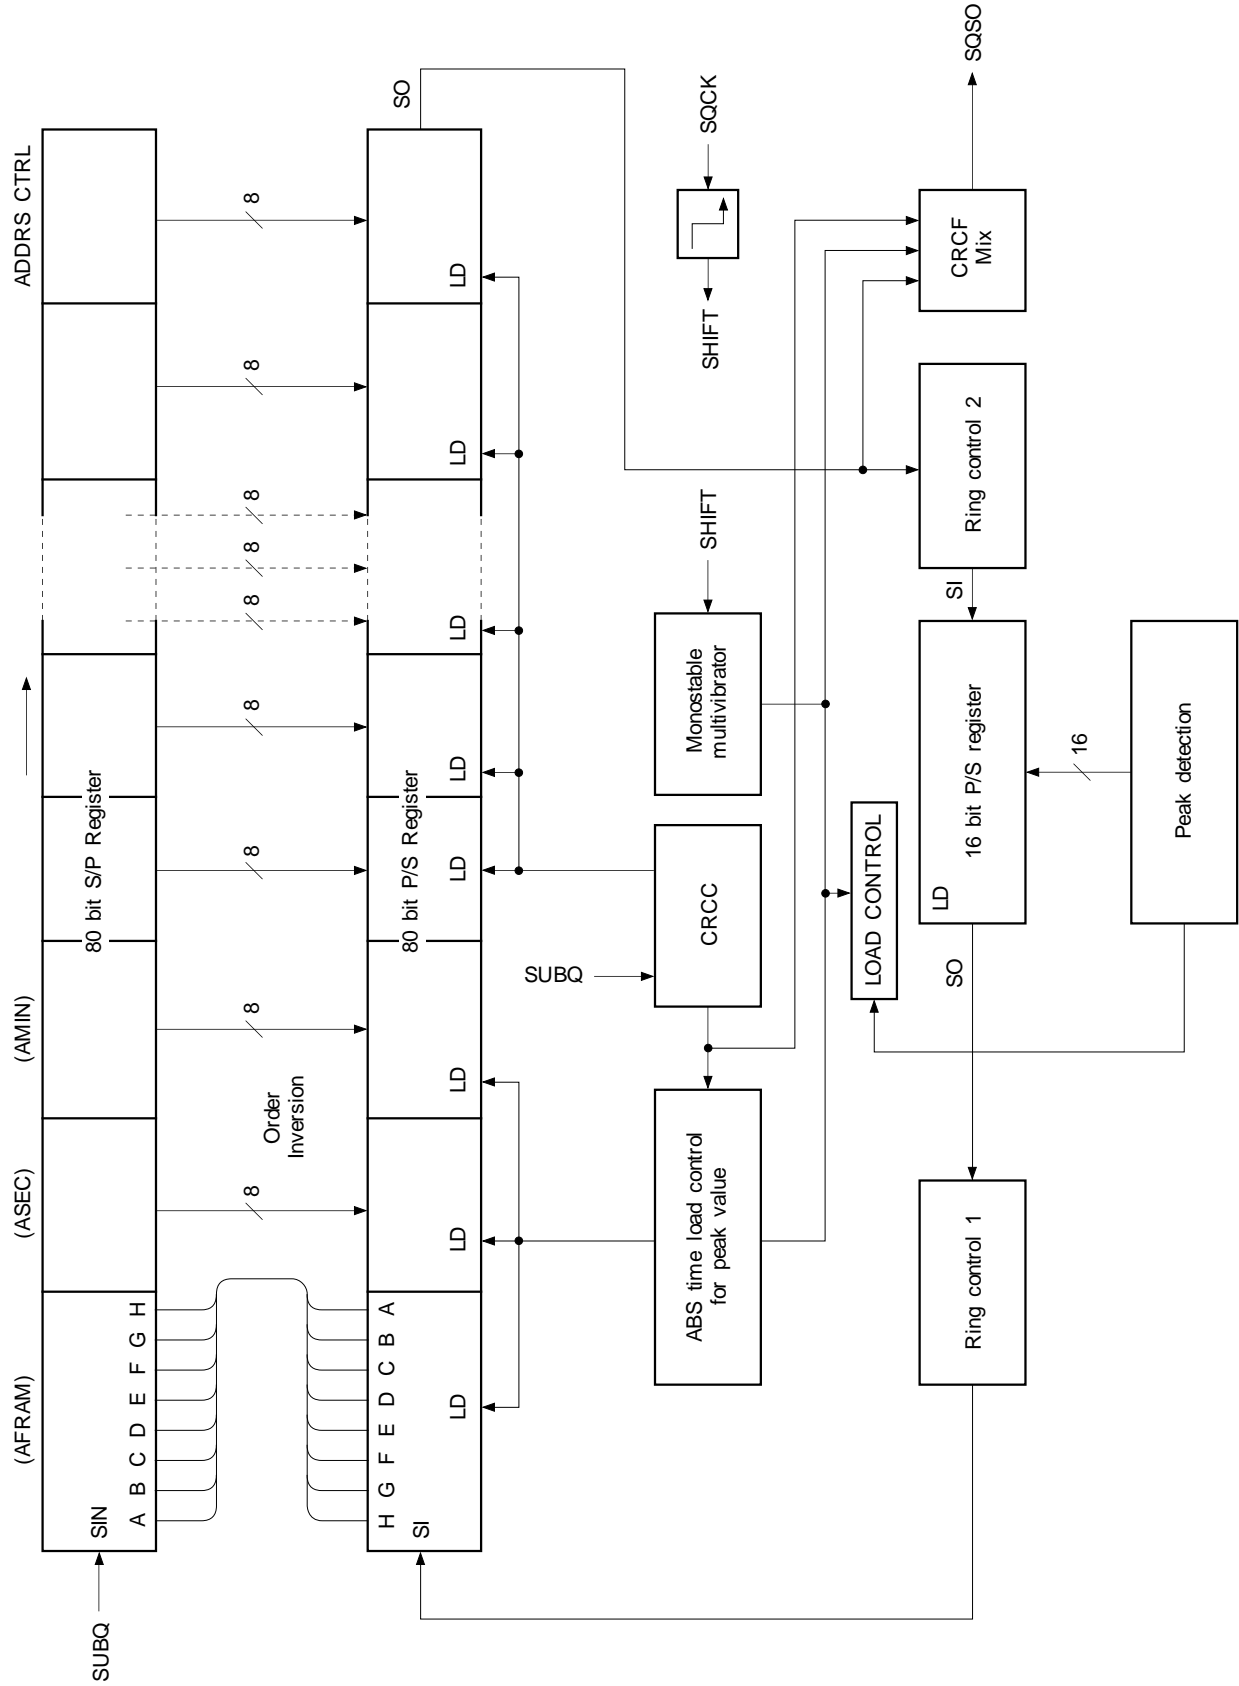 SUBQ
SIN
A B C D E F G H
(AFRAM)
(ASEC)
(AMIN)
80 bit S/P Register
ADDRS CTRL
Order
Inversion
8
8
8
8
8
8
8
8
8
H G F E D C B A
SI
80 bit P/S Register
LD
LD
LD
LD
LD
LD
LD
LD
SO
SUBQ
ABS time load control
for peak value
CRCC
Monostable
multivibrator
SHIFT
SHIFT
SQCK
LOAD CONTROL
Ring control 1
SO
LD
16 bit P/S register
SI
Ring control 2
CRCF
Mix
SQSO
16
Peak detection